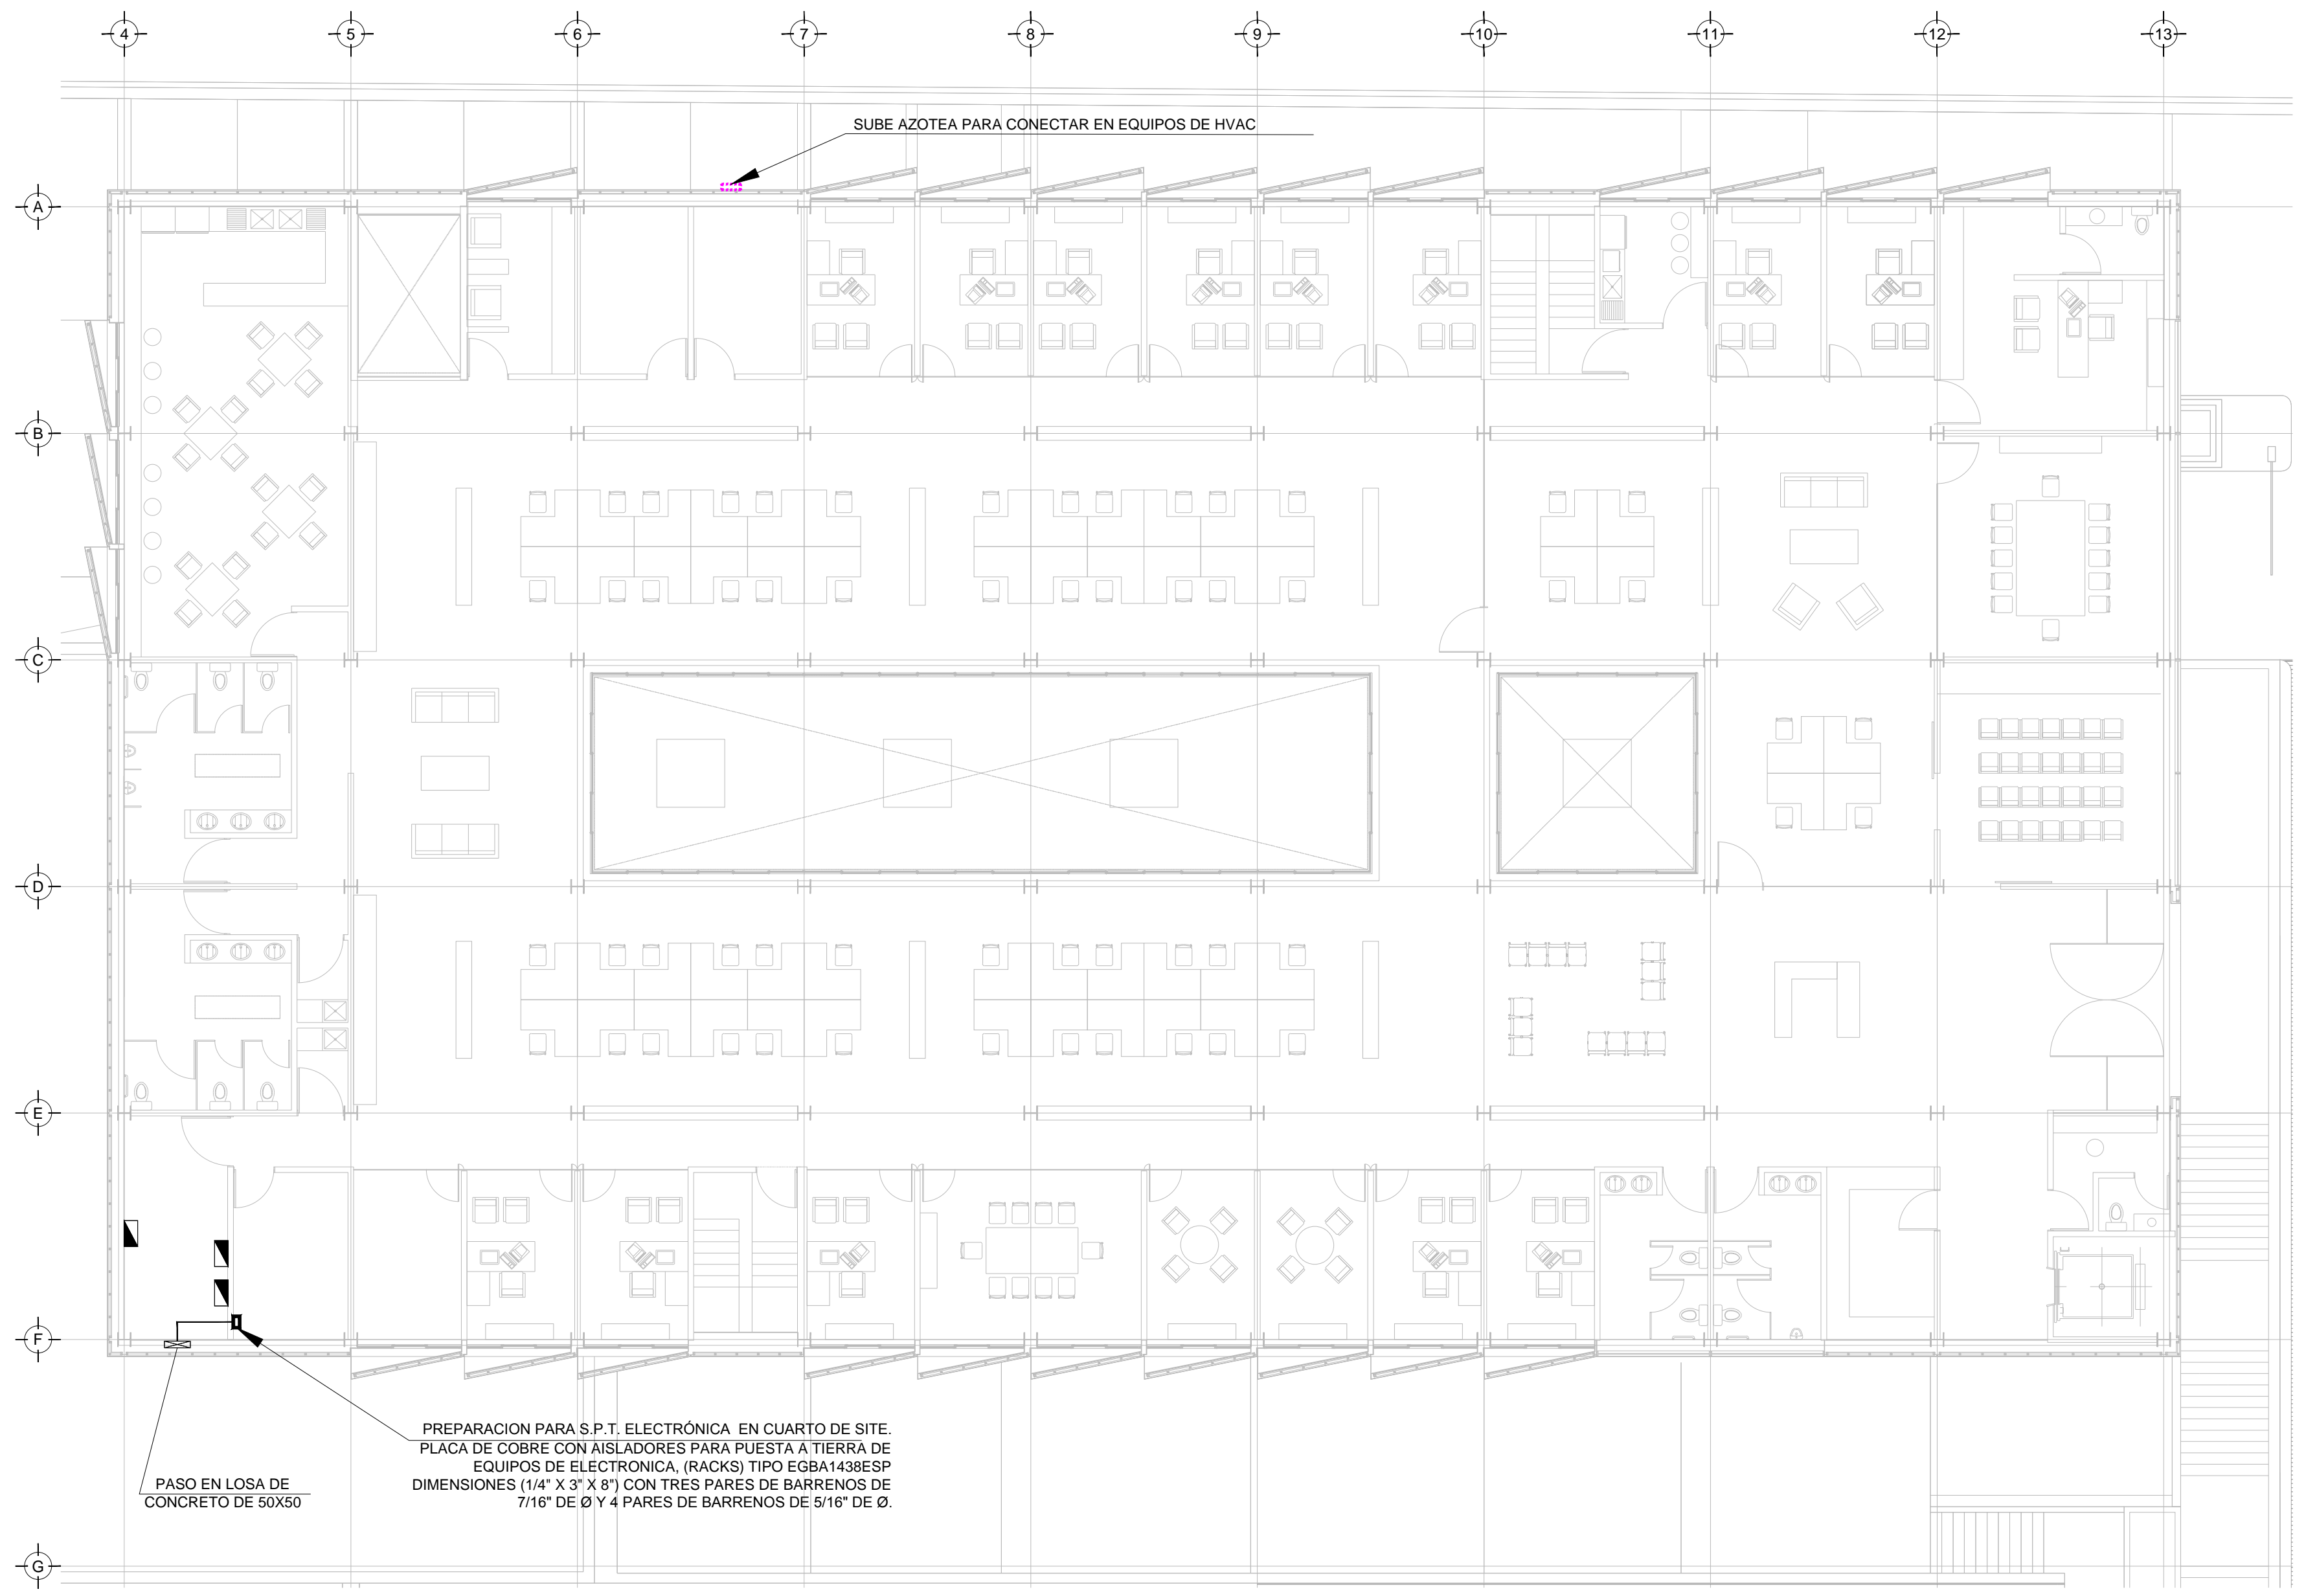 4 5 6 7 8 9 10 11 12 13
SUBE AZOTEA PARA CONECTAR EN EQUIPOS DE HVAC
A
B
C
D
E
F
PREPARACION PARA S.P.T. ELECTRÓNICA EN CUARTO DE SITE.
PLACA DE COBRE CON AISLADORES PARA PUESTA A TIERRA DE
EQUIPOS DE ELECTRONICA, (RACKS) TIPO EGBA1438ESP
DIMENSIONES (1/4" X 3" X 8") CON TRES PARES DE BARRENOS DE
7/16" DE Ø Y 4 PARES DE BARRENOS DE 5/16" DE Ø.
PASO EN LOSA DE
CONCRETO DE 50X50
G